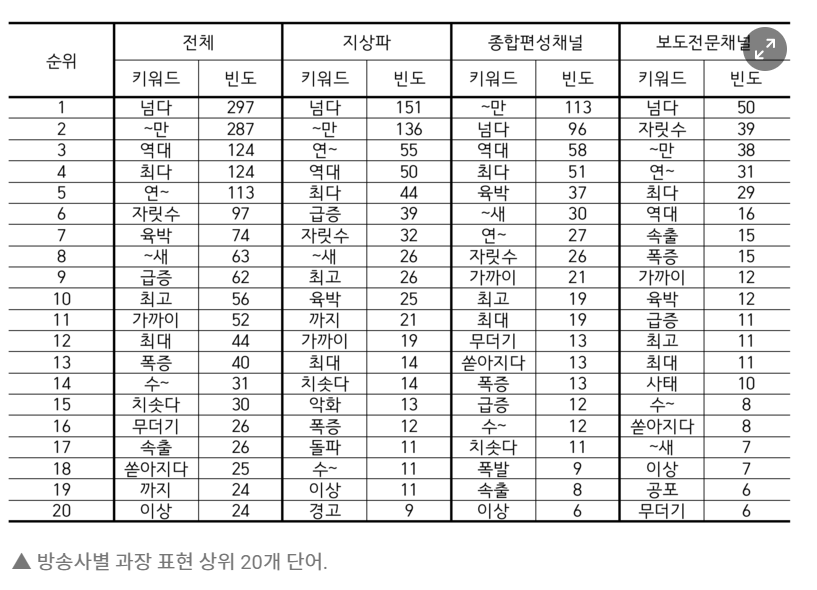 순위 전체 지상파 종합편성채널 보도전문채널
키워드 빈도 키워드 빈도 키워드 빈도 키워드 빈도
1 넘다 297 넘다 151 ~만 113 넘다 50
2 ~만 287 ~만 136 넘다 96 자릿수 39
3 역대 124 연~ 55 역대 58 ~만 38
4 최다 124 역대 50 최다 51 연~ 31
5 연~ 113 최다 44 육박 37 최다 29
6 자릿수 97 급증 39 ~새 30 역대 16
7 육박 74 자릿수 32 연~ 27 속출 15
8 ~새 63 ~새 26 자릿수 26 폭증 15
9 급증 62 최고 26 가까이 21 가까이 12
10 최고 56 육박 25 최고 19 육박 12
11 가까이 52 까지 21 최대 19 급증 11
12 최대 44 가까이 19 무더기 13 최고 11
13 폭증 40 최대 14 쏟아지다 13 최대 11
14 수~ 31 치솟다 14 폭증 13 사태 10
15 치솟다 30 악화 13 급증 12 수~ 8
16 무더기 26 폭증 12 수~ 12 쏟아지다 8
17 속출 26 돌파 11 치솟다 11 ~새 7
18 쏟아지다 25 수~ 11 폭발 9 이상 7
19 까지 24 이상 11 속출 8 공포 6
20 이상 24 경고 9 이상 6 무더기 6
▲ 방송사별 과장 표현 상위 20개 단어.